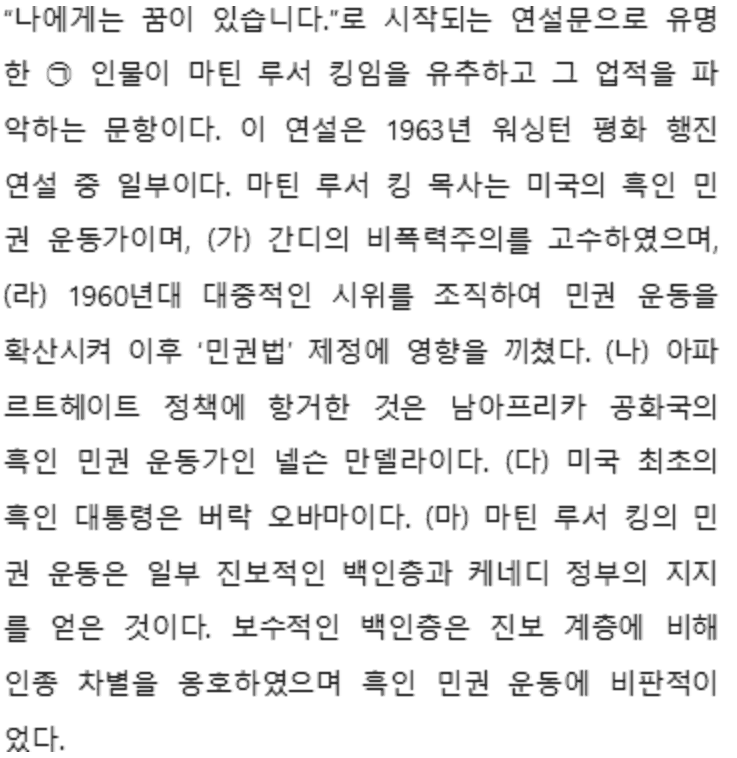 “나에게는 꿈이 있습니다.”로 시작되는 연설문으로 유명
한 ㉠ 인물이 마틴 루서 킹임을 유추하고 그 업적을 파
악하는 문항이다. 이 연설은 1963년 워싱턴 평화 행진
연설 중 일부이다. 마틴 루서 킹 목사는 미국의 흑인 민
권 운동가이며, (가) 간디의 비폭력주의를 고수하였으며,
(라) 1960년대 대중적인 시위를 조직하여 민권 운동을
확산시켜 이후 ‘민권법’ 제정에 영향을 끼쳤다. (나) 아파
르트헤이트 정책에 항거한 것은 남아프리카 공화국의
흑인 민권 운동가인 넬슨 만델라이다. (다) 미국 최초의
흑인 대통령은 버락 오바마이다. (마) 마틴 루서 킹의 민
권 운동은 일부 진보적인 백인층과 케네디 정부의 지지
를 얻은 것이다. 보수적인 백인층은 진보 계층에 비해
인종 차별을 옹호하였으며 흑인 민권 운동에 비판적이
었다.